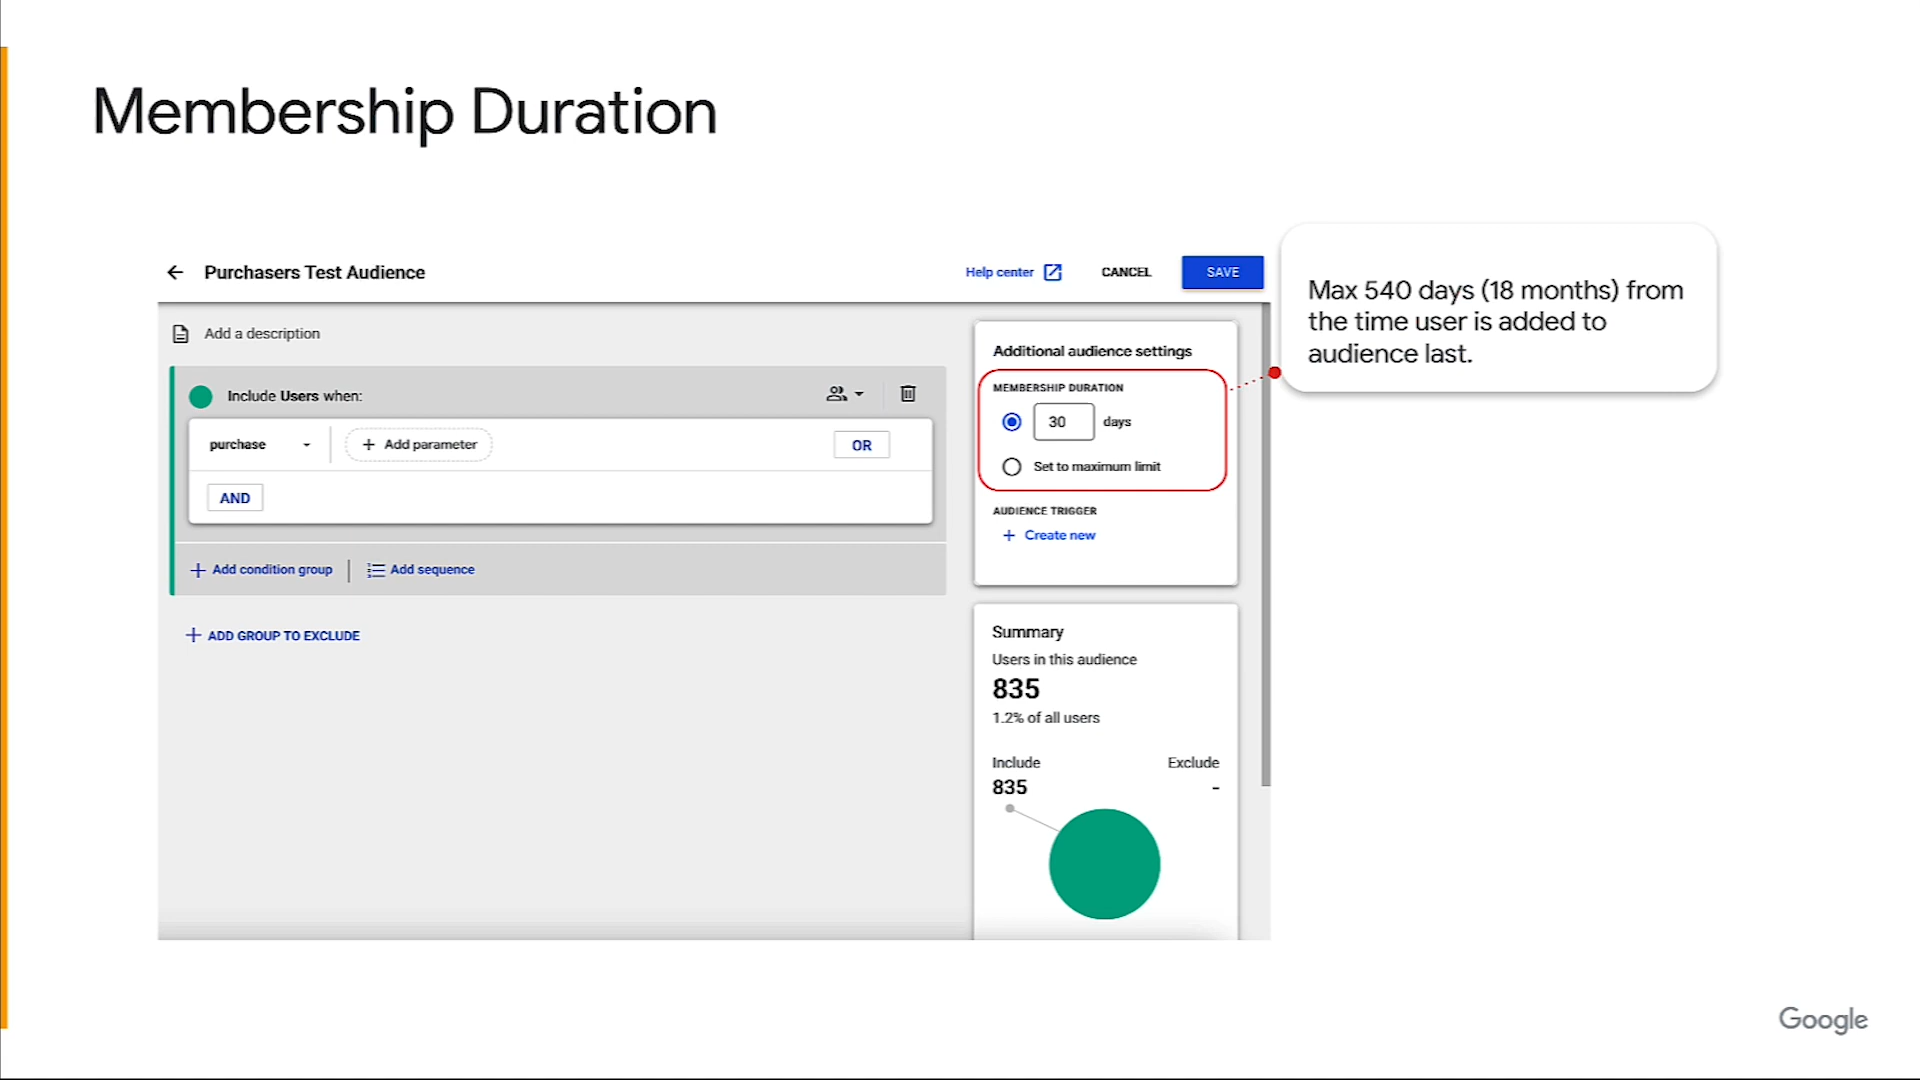 Membership Duration
Purchasers Test Audience
Help center
CANCEL
SAVE
Max 540 days (18 months) from
the time user is added to
audience last.
Add a description
Include Users when:
purchase
+ Add parameter
OR
AND
+ Add condition group
Add sequence
+ ADD GROUP TO EXCLUDE
Additional audience settings
MEMBERSHIP DURATION
30 days
Set to maximum limit
AUDIENCE TRIGGER
+ Create new
Summary
Users in this audience
835
1.2% of all users
Include Exclude
835 -
Google